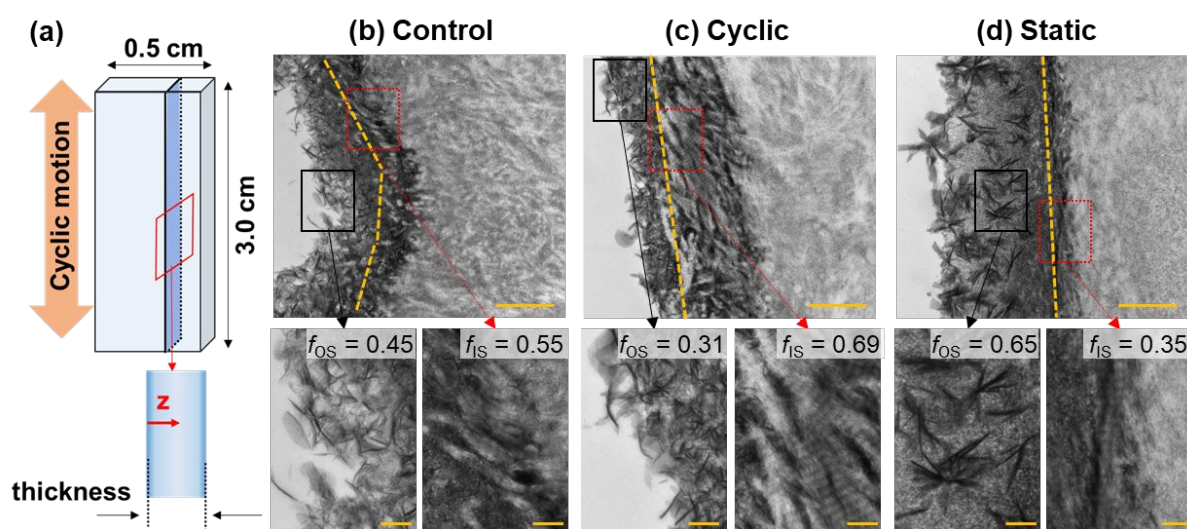 (a)
(b) Control
(c) Cyclic
(d) Static
0.5 cm
Cyclic motion
3.0 cm
z
thickness
fOS = 0.45
fIS = 0.55
fOS = 0.31
fIS = 0.69
fOS = 0.65
fIS = 0.35